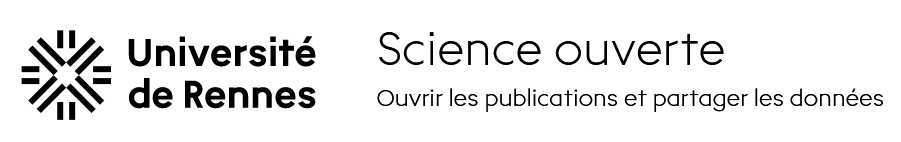 Université
de Rennes
Science ouverte
Ouvrir les publications et partager les données